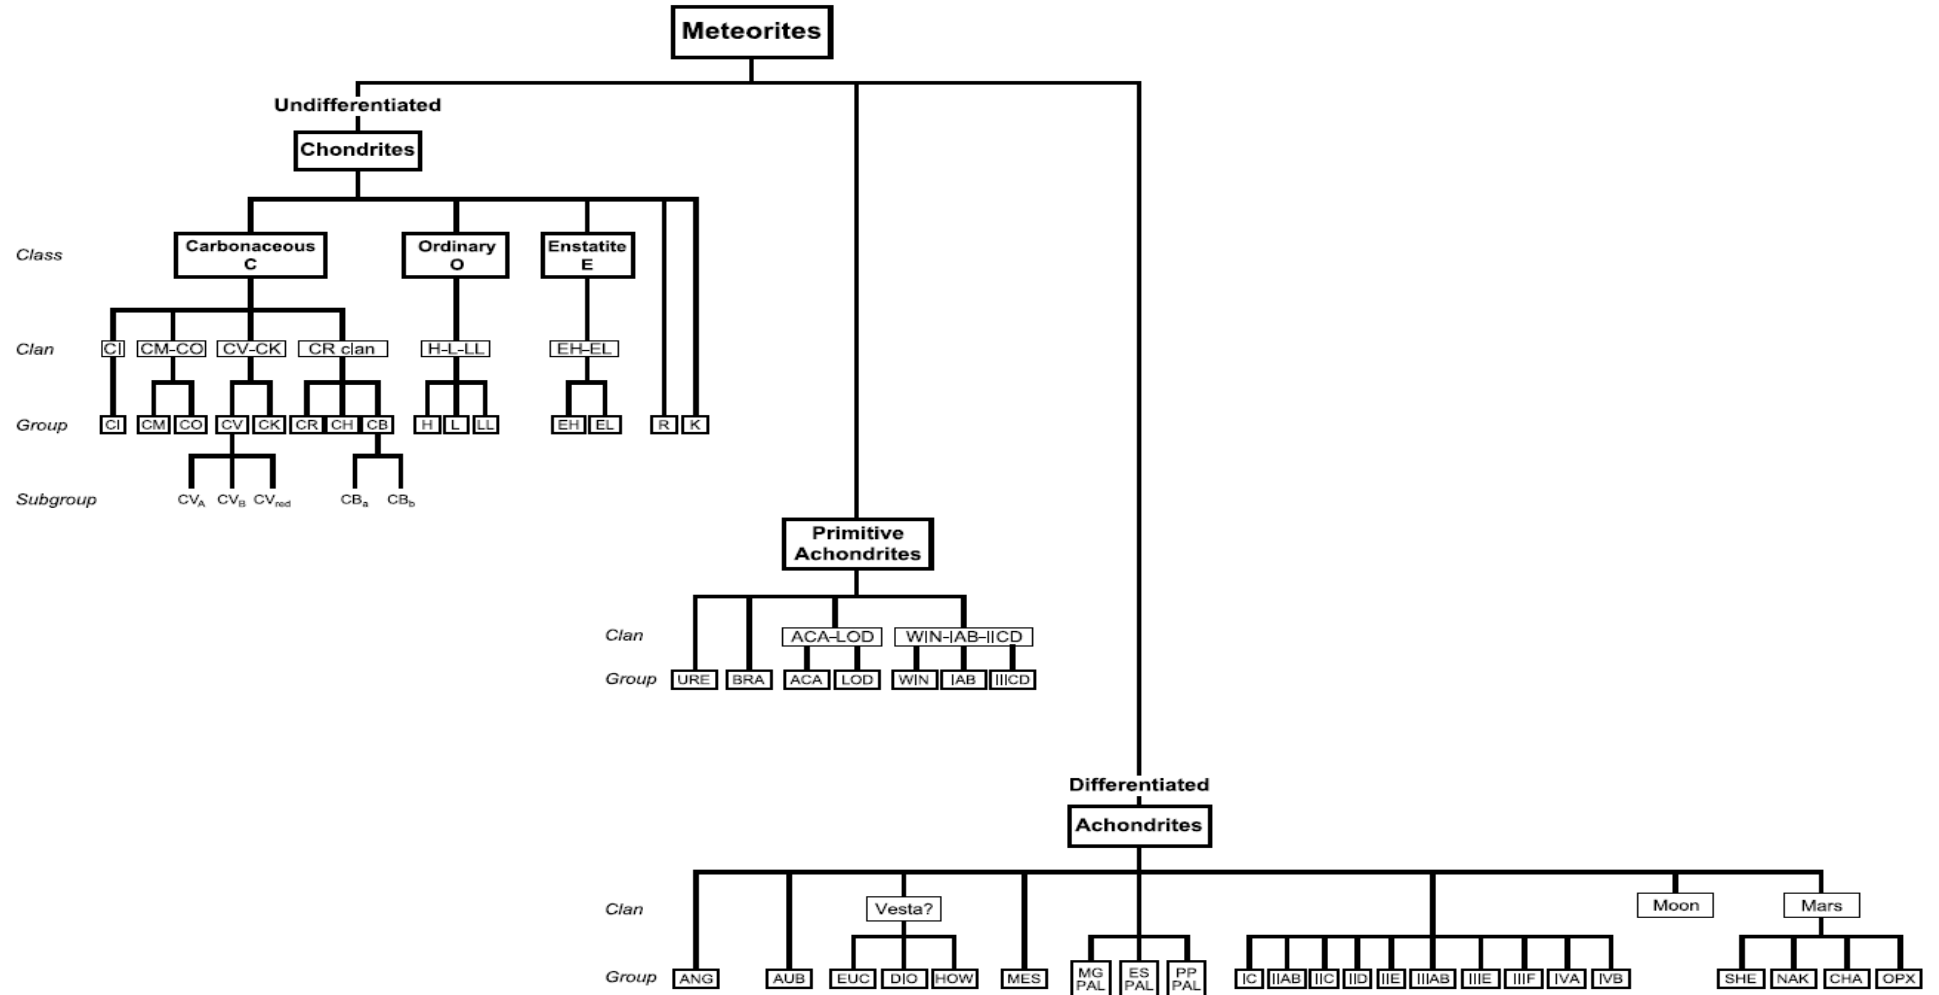 Meteorites
Undifferentiated
Chondrites
Class
Carbonaceous
C
Ordinary
O
Enstatite
E
Clan
CI CM-CO CV-CK CR clan H-L-LL EH-EL
Group
CI CM CO CV CK CR CH CB H L LL EH EL R K
Subgroup
CVA CVB CVred CBa CBb
Primitive
Achondrites
Clan
ACA-LOD WIN-IAB-IICD
Group
URE BRA ACA LOD WIN IAB IIICD
Differentiated
Achondrites
Clan
Vesta? Moon Mars
Group
ANG AUB EUC DIO HOW MES
MG
PAL
ES
PAL
PP
PAL
IC IIAB IIC IID IIE IIIAB IIIE IIIF IVA IVB SHE NAK CHA OPX